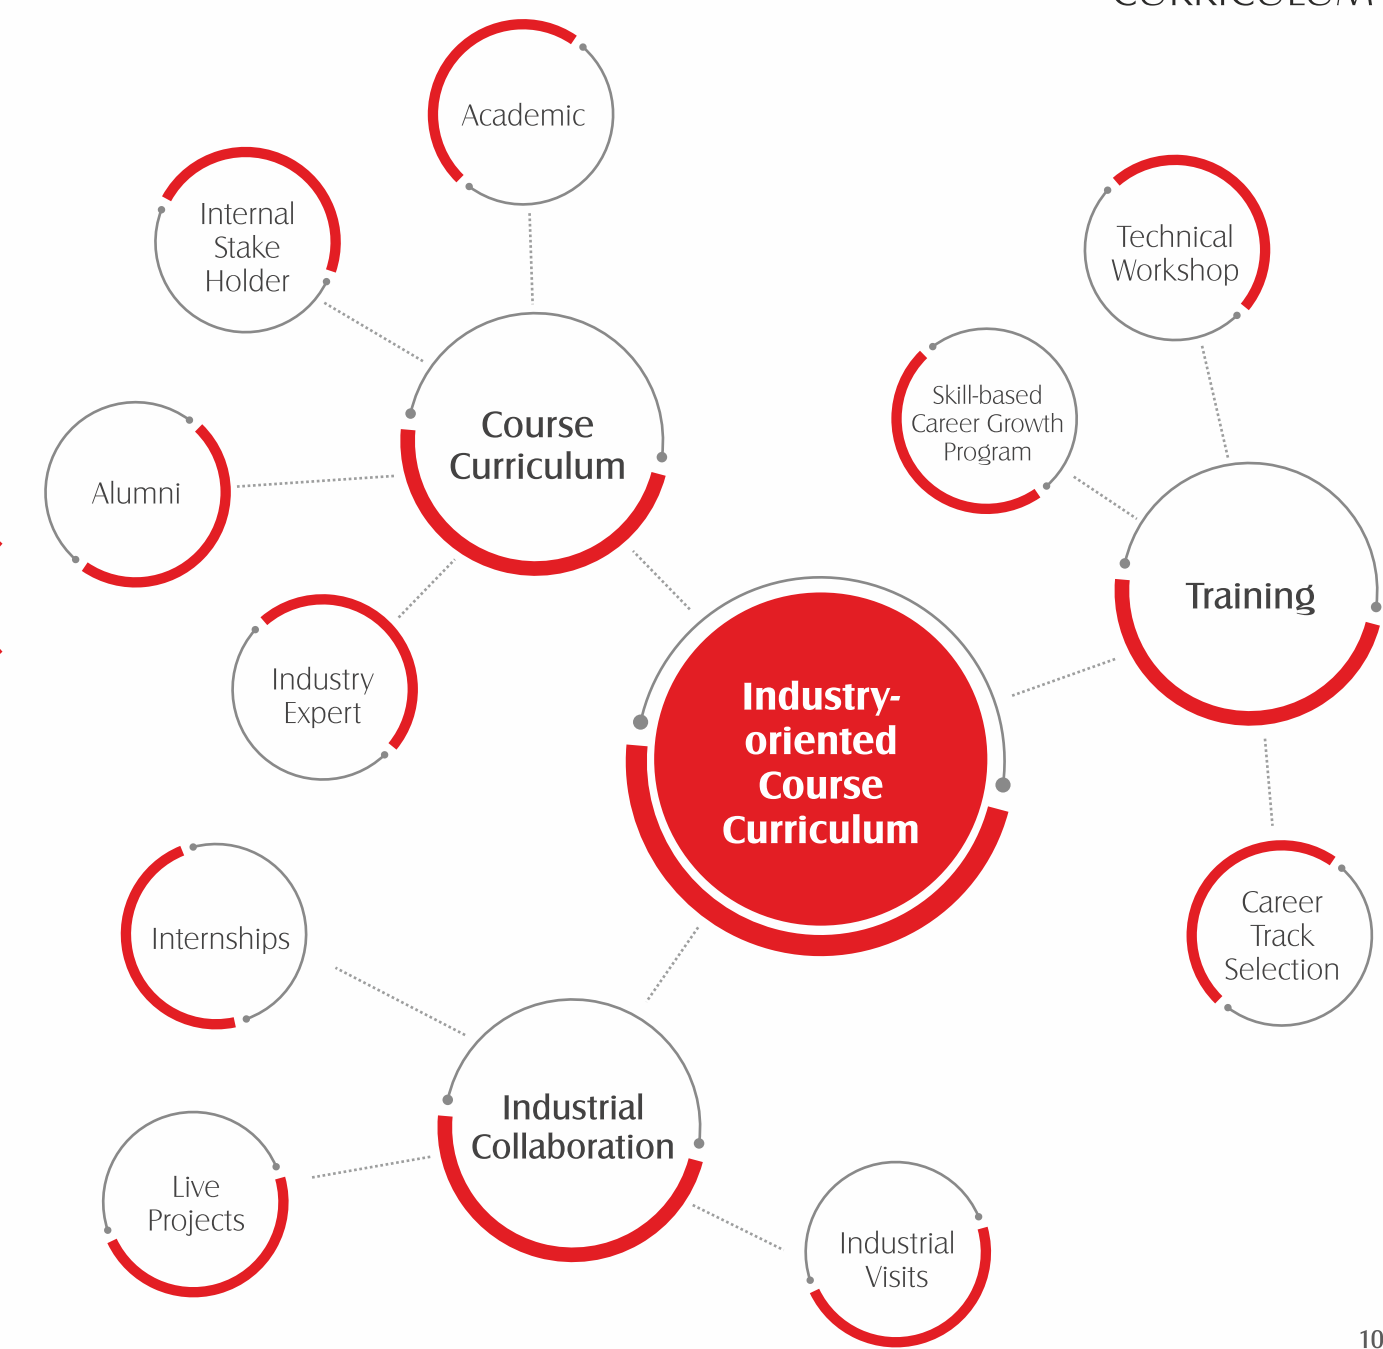 CURRICULUM
Academic
Internal
Stake
Holder
Technical
Workshop
Skill-based
Career Growth
Program
Course
Curriculum
Alumni
Training
Industry
Expert
Industry-
oriented
Course
Curriculum
Career
Track
Selection
Internships
Industrial
Collaboration
Live
Projects
Industrial
Visits
10